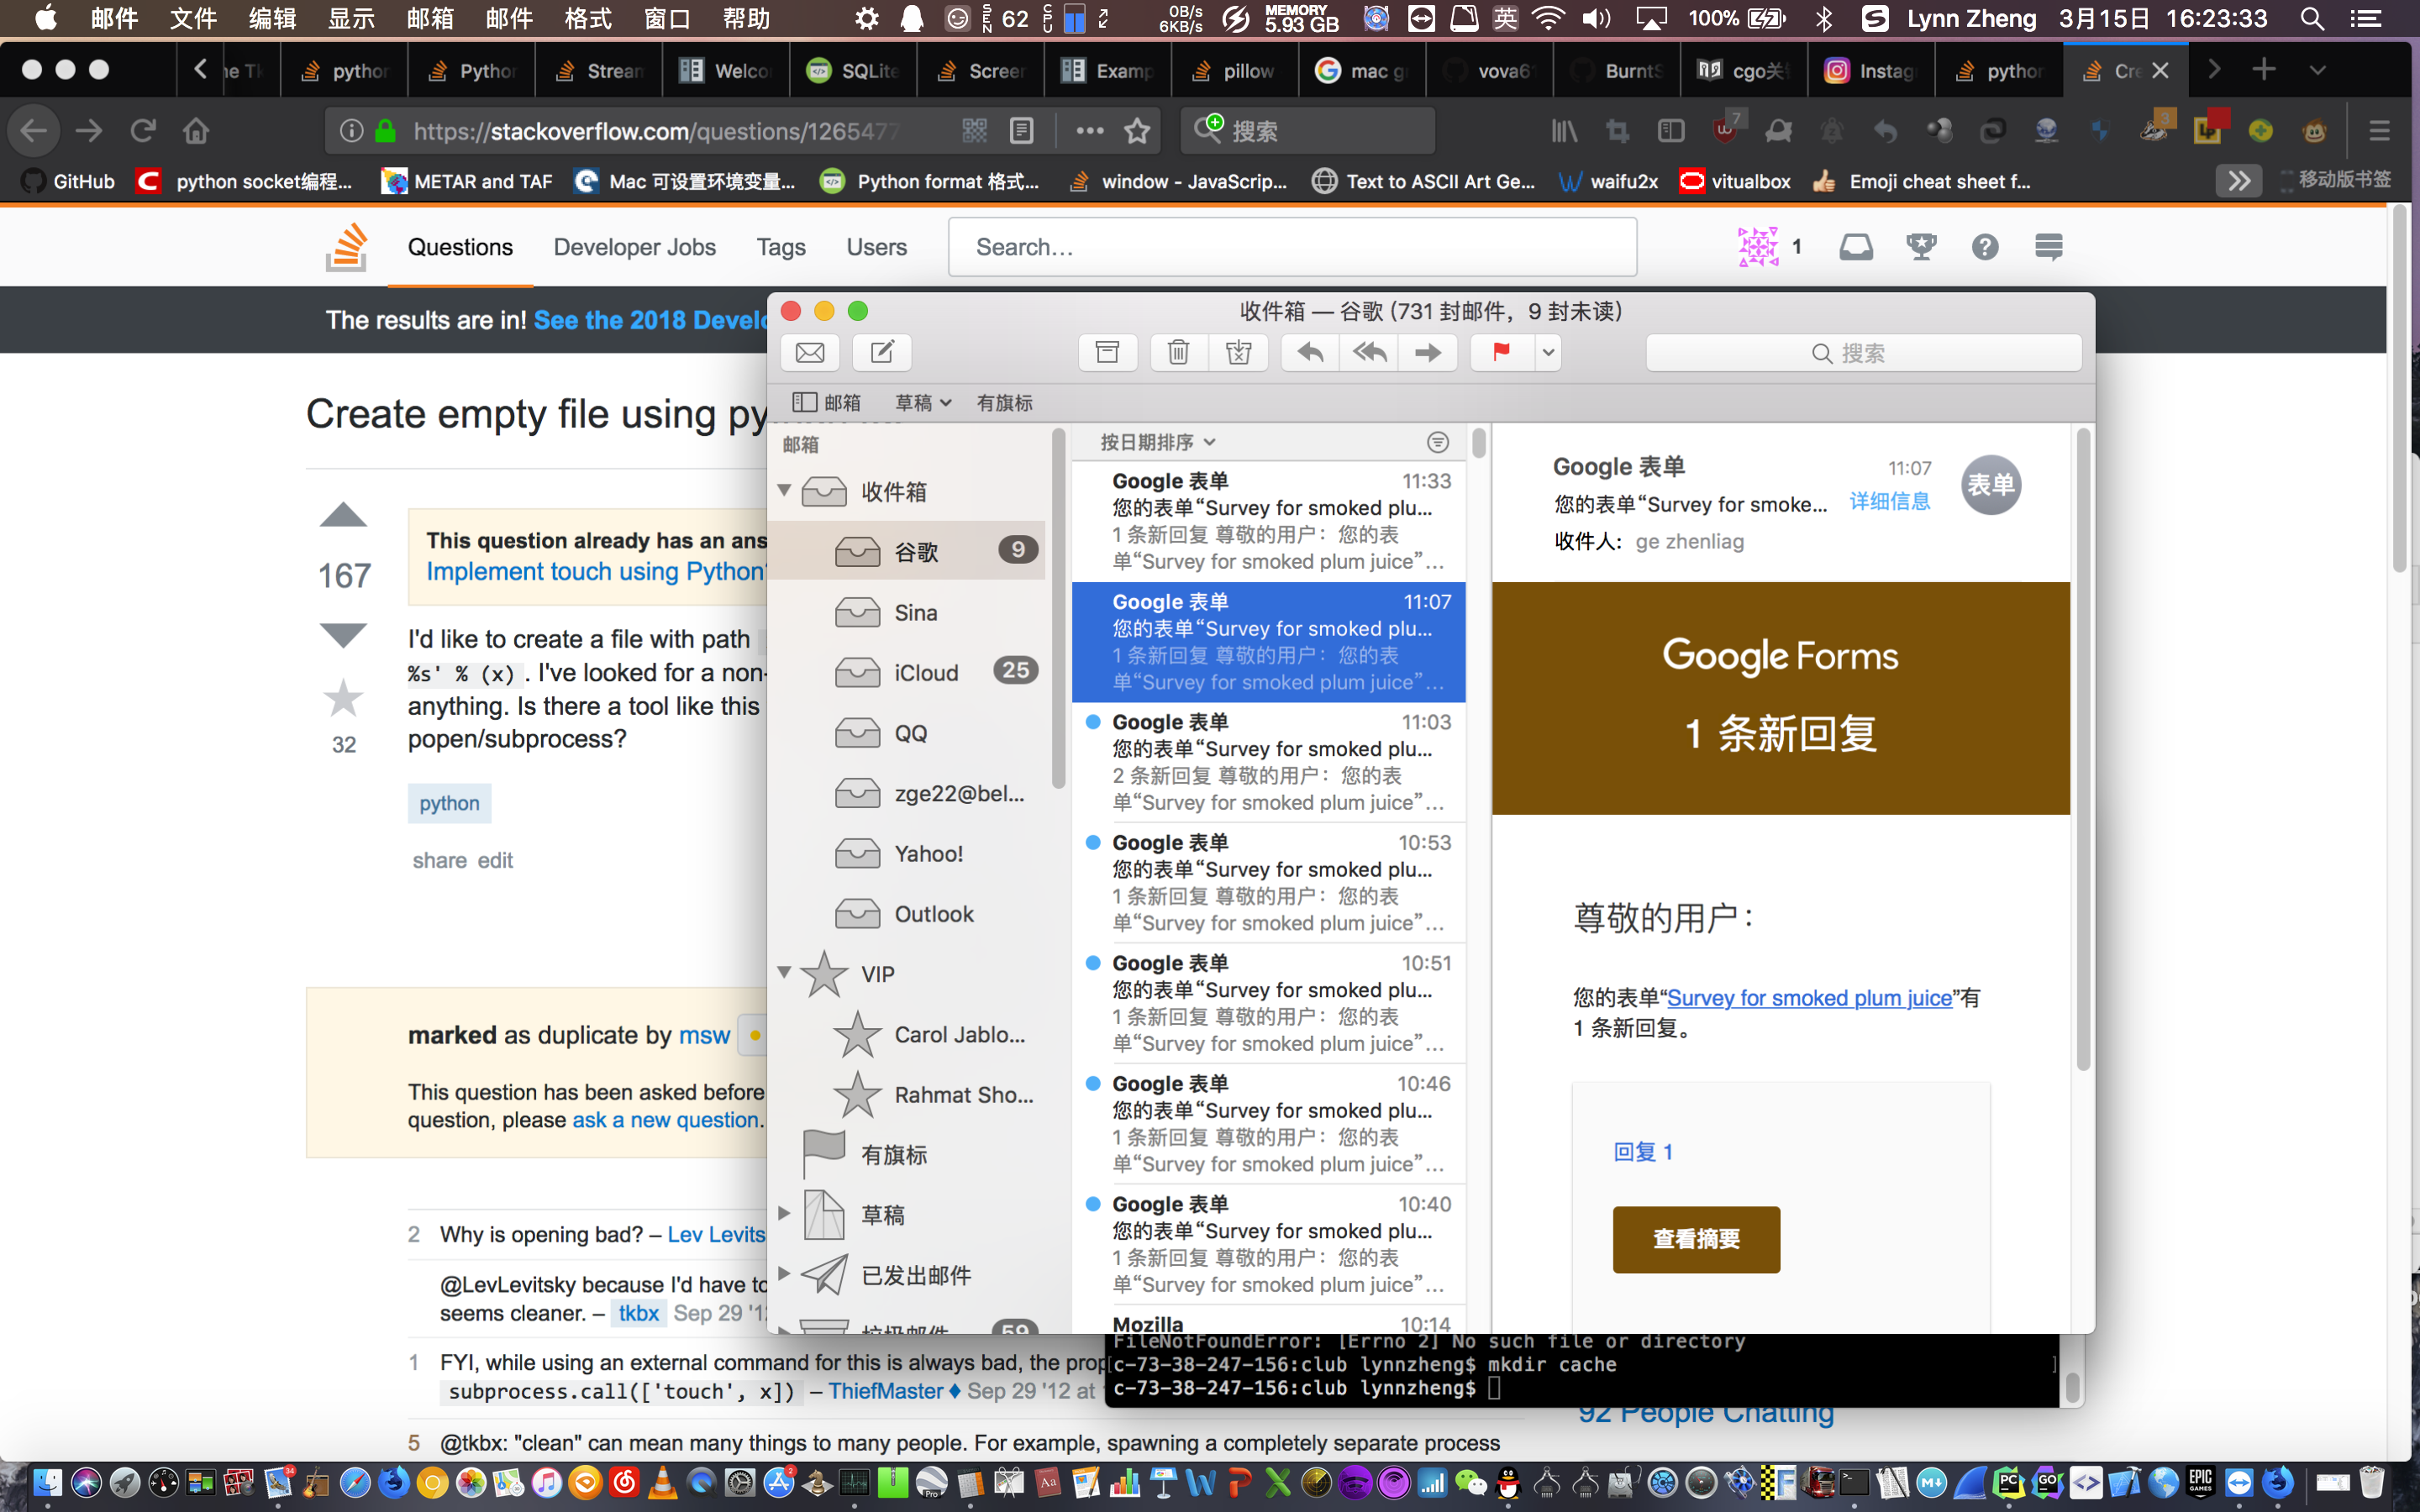 邮件 文件 编辑 显示 邮箱 邮件 格式 窗口 帮助 SEN 62 CPU 0B/s 6KB/s MEMORY 5.93 GB 英 100% Lynn Zheng 3月15日 16:23:33
python Python Stream SQLite Screen pillow vova6 cgo关 python
https://stackoverflow.com/questions/1265477 搜索 7 3
GitHub python socket编程... METAR and TAF Mac 可设置环境变量... Python format 格式... window - JavaScrip... Text to ASCII Art Ge... waifu2x vitualbox Emoji cheat sheet f... 移动版书签
Questions Developer Jobs Tags Users Search... 1
The results are in! See the 2018 Develo
Create empty file using py
167
32
This question already has an ans
Implement touch using Python?
I'd like to create a file with path
%s' % (x) . I've looked for a non-
anything. Is there a tool like this
popen/subprocess?
python
share edit
marked as duplicate by msw
This question has been asked before
question, please ask a new question.
2 Why is opening bad? – Lev Levits
@LevLevitsky because I'd have to
seems cleaner. – tkbx Sep 29 '12
1 FYI, while using an external command for this is always bad, the prop
subprocess.call(['touch', x]) – ThiefMaster ♦ Sep 29 '12 at
5 @tkbx: "clean" can mean many things to many people. For example, spawning a completely separate process
收件箱 — 谷歌 (731 封邮件，9 封未读)
搜索
邮箱 草稿 有旗标
邮箱
收件箱
谷歌 9
Sina
iCloud 25
QQ
zge22@bel...
Yahoo!
Outlook
VIP
Carol Jablo...
Rahmat Sho...
有旗标
草稿
已发出邮件
垃圾邮件 59
按日期排序
Google 表单 11:33
您的表单“Survey for smoked plu...
1 条新回复 尊敬的用户：您的表
单“Survey for smoked plum juice”...
Google 表单 11:07
您的表单“Survey for smoked plu...
1 条新回复 尊敬的用户：您的表
单“Survey for smoked plum juice”...
Google 表单 11:03
您的表单“Survey for smoked plu...
2 条新回复 尊敬的用户：您的表
单“Survey for smoked plum juice”...
Google 表单 10:53
您的表单“Survey for smoked plu...
1 条新回复 尊敬的用户：您的表
单“Survey for smoked plum juice”...
Google 表单 10:51
您的表单“Survey for smoked plu...
1 条新回复 尊敬的用户：您的表
单“Survey for smoked plum juice”...
Google 表单 10:46
您的表单“Survey for smoked plu...
1 条新回复 尊敬的用户：您的表
单“Survey for smoked plum juice”...
Google 表单 10:40
您的表单“Survey for smoked plu...
1 条新回复 尊敬的用户：您的表
单“Survey for smoked plum juice”...
Mozilla 10:14
Google 表单 11:07
您的表单“Survey for smoke... 详细信息
收件人： ge zhenliag
表单
Google Forms
1 条新回复
尊敬的用户：
您的表单“Survey for smoked plum juice”有
1 条新回复。
回复 1
查看摘要
FileNotFoundError: [Errno 2] No such file or directory
[c-73-38-247-156:club lynnzheng$ mkdir cache ]
c-73-38-247-156:club lynnzheng$
92 People Chatting